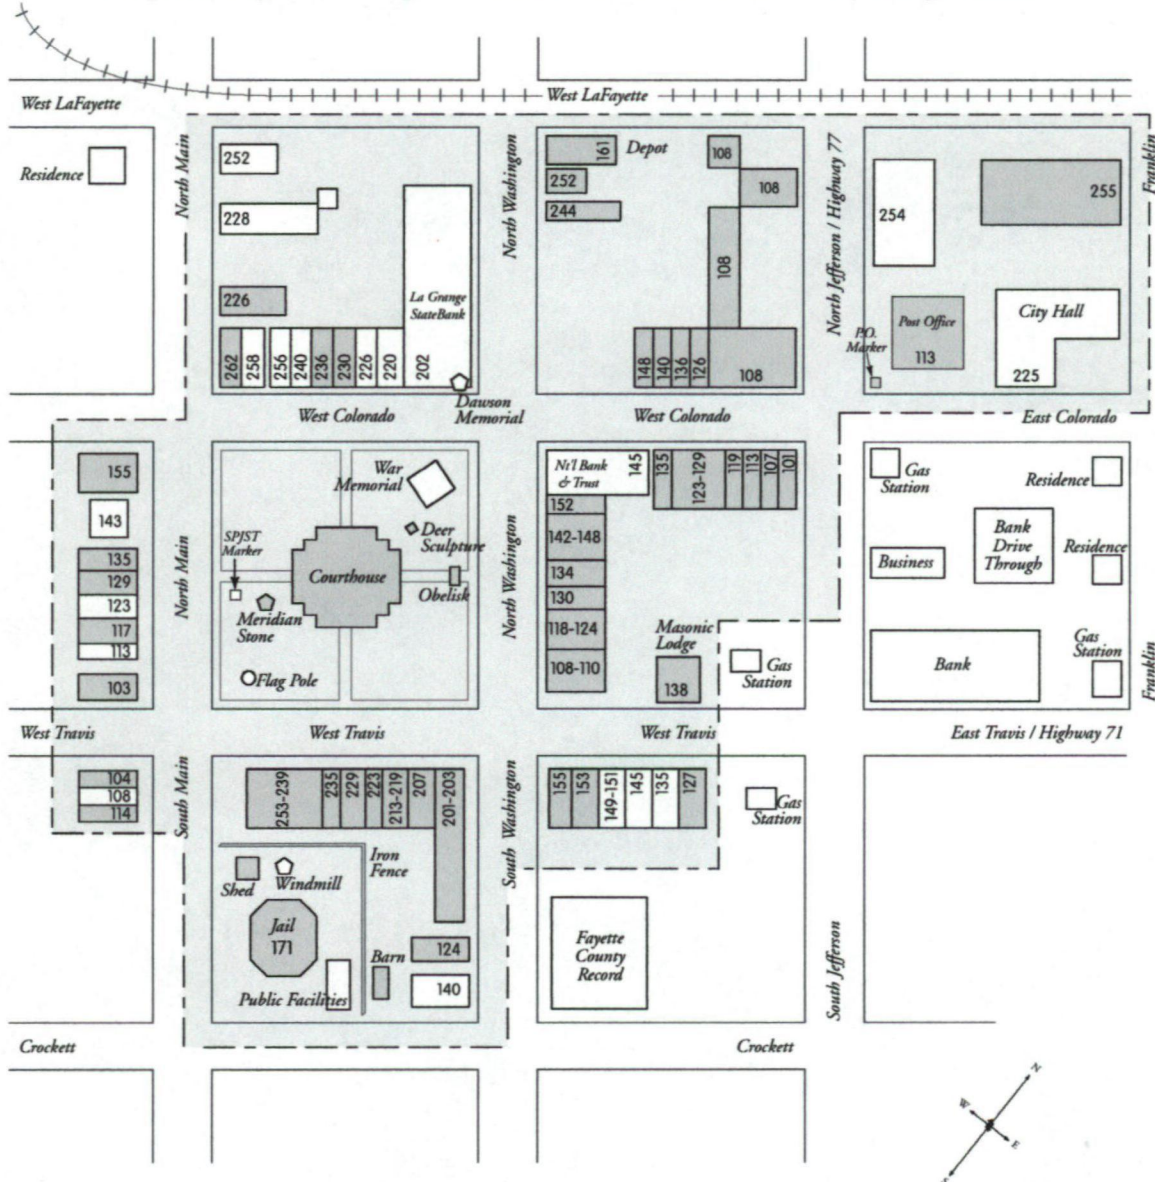 West LaFayette
West LaFayette
Residence
North Main
252
228
226
La Grange
StateBank
262
258
256
240
236
230
226
220
202
Dawson
Memorial
North Washington
161
Depot
252
244
108
108
108
148
140
136
126
108
North Jefferson / Highway 77
254
255
Franklin
Post Office
113
P.O.
Marker
City Hall
225
West Colorado
West Colorado
East Colorado
155
143
135
129
123
117
113
103
North Main
War
Memorial
Deer
Sculpture
SPJST
Marker
Courthouse
Obelisk
Meridian
Stone
Flag Pole
North Washington
Nt'l Bank
& Trust
145
135
123-129
119
113
107
101
152
142-148
134
130
118-124
108-110
Masonic
Lodge
138
Gas
Station
Gas
Station
Residence
Bank
Drive
Through
Business
Residence
Bank
Gas
Station
Franklin
West Travis
West Travis
West Travis
East Travis / Highway 71
104
108
114
South Main
253-239
235
229
223
213-219
207
201-203
Iron
Fence
Shed
Windmill
Jail
171
Public Facilities
Barn
124
140
South Washington
155
153
149-151
145
135
127
Gas
Station
Fayette
County
Record
South Jefferson
Crockett
Crockett
N
W
E